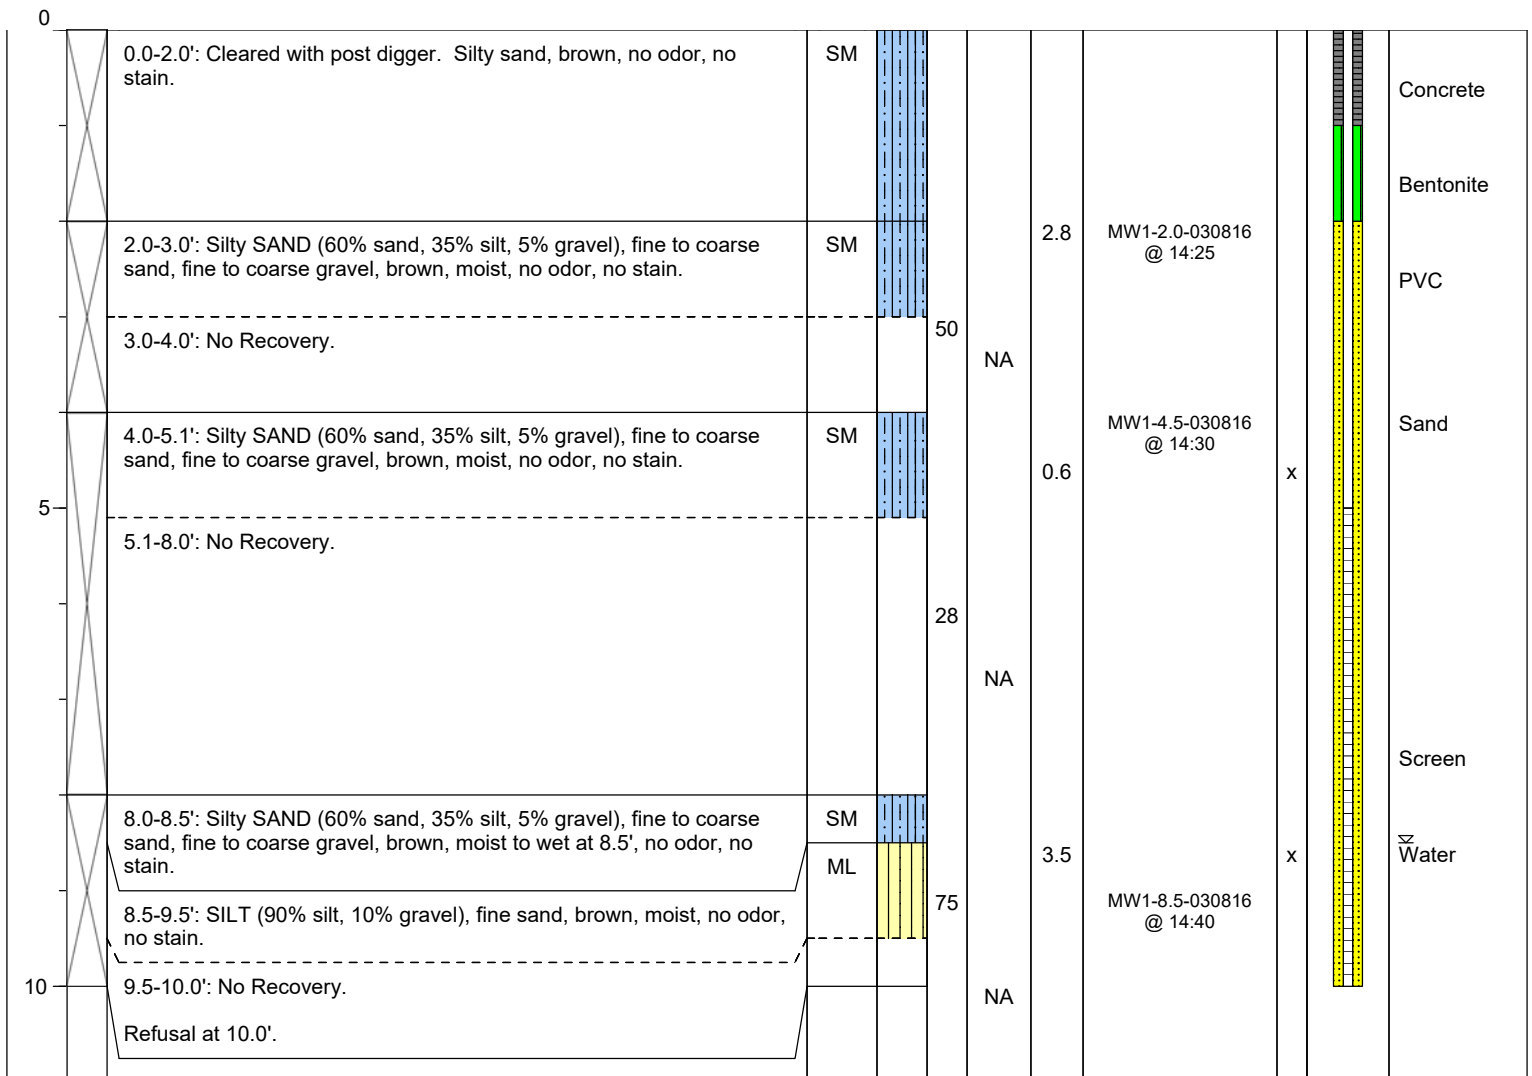 0
0.0-2.0': Cleared with post digger. Silty sand, brown, no odor, no
stain.
SM
Concrete
Bentonite
2.0-3.0': Silty SAND (60% sand, 35% silt, 5% gravel), fine to coarse
sand, fine to coarse gravel, brown, moist, no odor, no stain.
SM
2.8
MW1-2.0-030816
@ 14:25
PVC
3.0-4.0': No Recovery.
50
NA
4.0-5.1': Silty SAND (60% sand, 35% silt, 5% gravel), fine to coarse
sand, fine to coarse gravel, brown, moist, no odor, no stain.
SM
MW1-4.5-030816
@ 14:30
Sand
0.6
x
5
5.1-8.0': No Recovery.
28
NA
Screen
8.0-8.5': Silty SAND (60% sand, 35% silt, 5% gravel), fine to coarse
sand, fine to coarse gravel, brown, moist to wet at 8.5', no odor, no
stain.
SM
ML
3.5
x
Water
8.5-9.5': SILT (90% silt, 10% gravel), fine sand, brown, moist, no odor,
no stain.
75
MW1-8.5-030816
@ 14:40
10
9.5-10.0': No Recovery.
NA
Refusal at 10.0'.